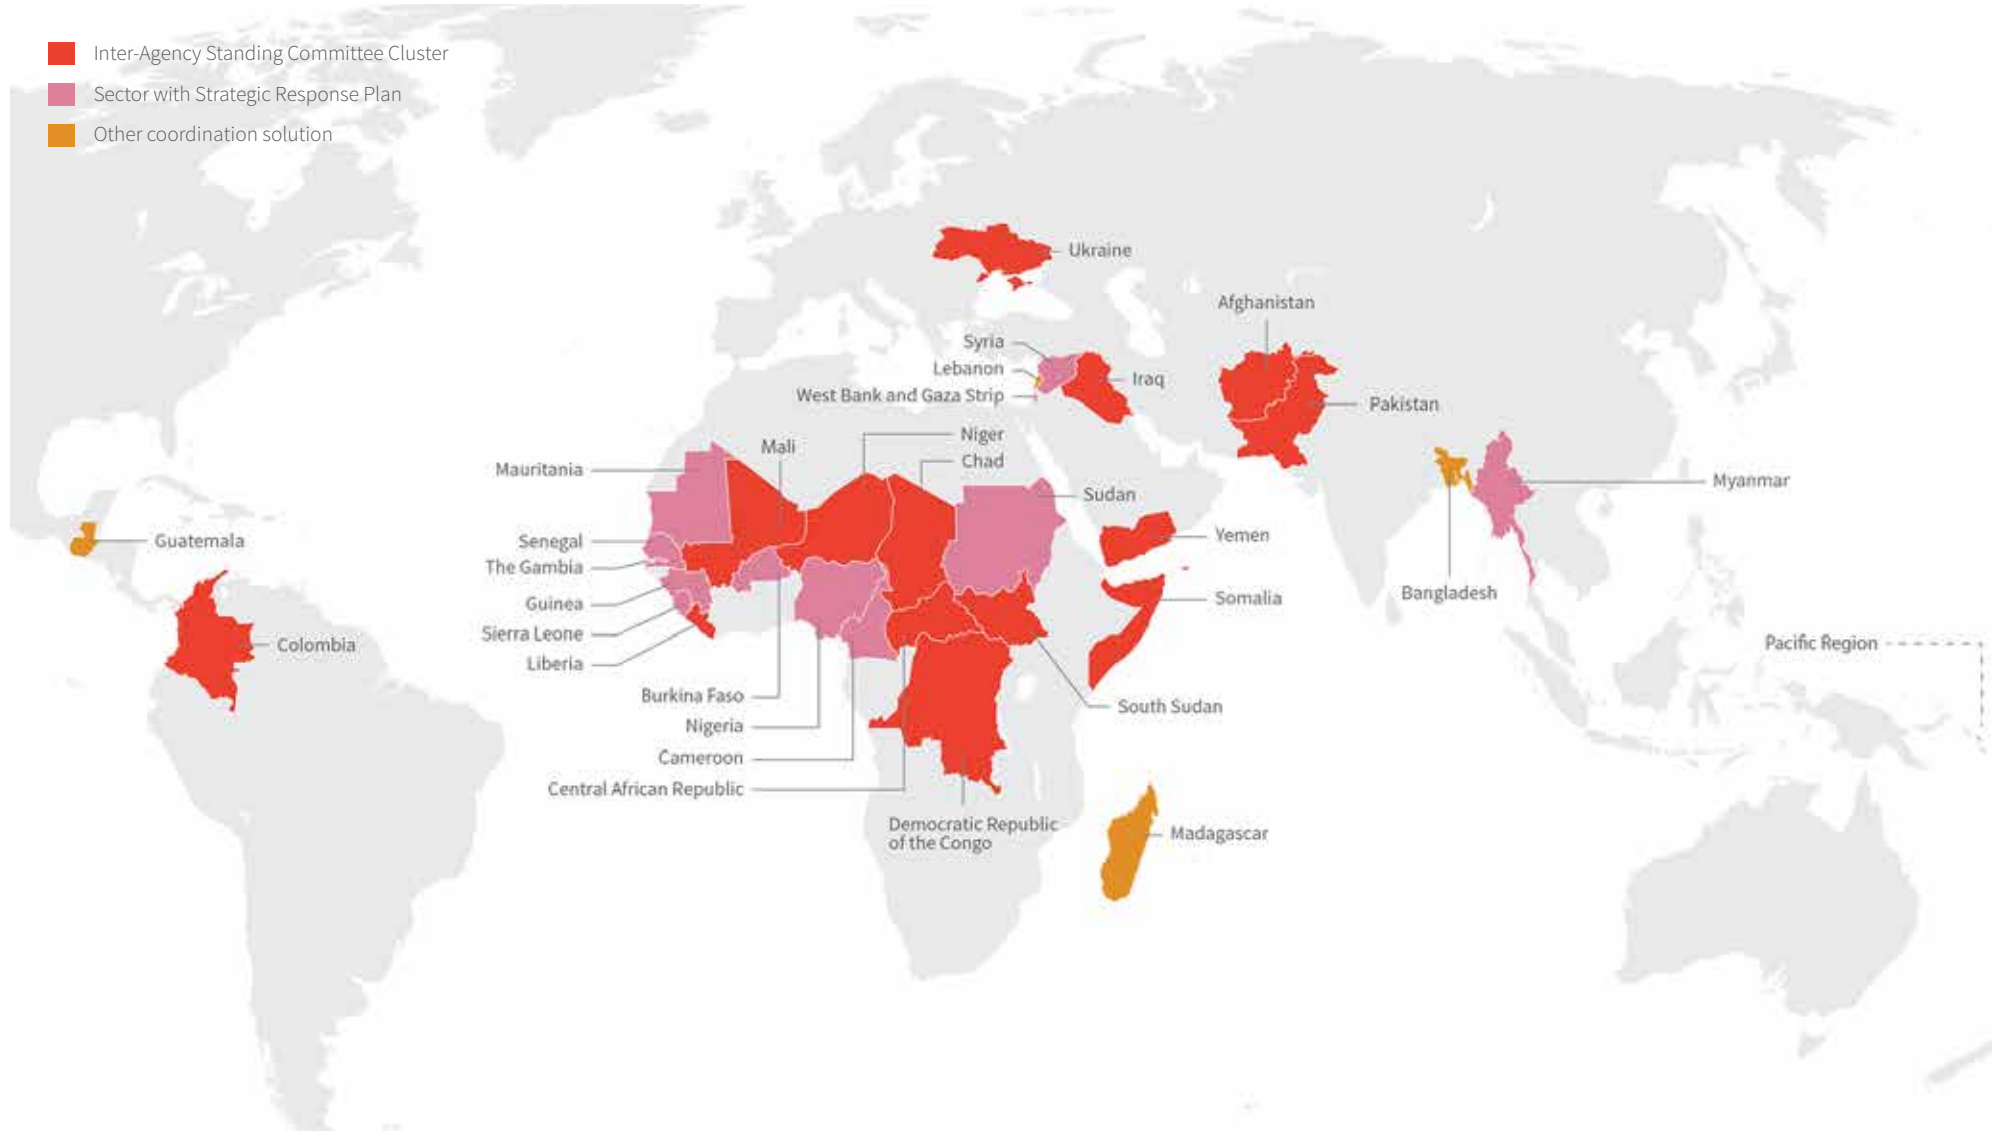 Inter-Agency Standing Committee Cluster
Sector with Strategic Response Plan
Other coordination solution
Ukraine
Afghanistan
Syria
Lebanon
Iraq
West Bank and Gaza Strip
Pakistan
Niger
Mali
Chad
Mauritania
Myanmar
Sudan
Yemen
Guatemala
Senegal
The Gambia
Bangladesh
Somalia
Guinea
Sierra Leone
Colombia
Pacific Region
Liberia
Burkina Faso
South Sudan
Nigeria
Cameroon
Central African Republic
Democratic Republic
of the Congo
Madagascar